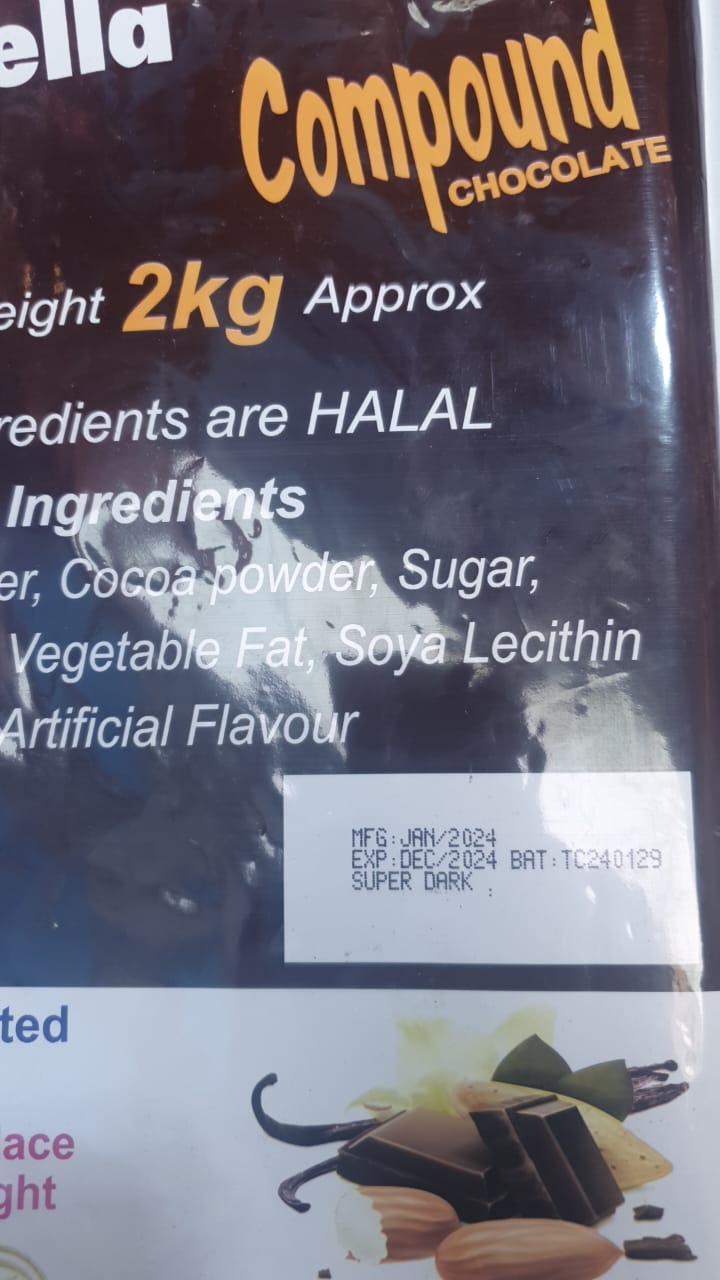 ella
Compound
CHOCOLATE
eight 2kg Approx
redients are HALAL
Ingredients
er, Cocoa powder, Sugar,
Vegetable Fat, Soya Lecithin
Artificial Flavour
MFG:JAN/2024
EXP:DEC/2024 BAT:TC240129
SUPER DARK :
ted
lace
ght